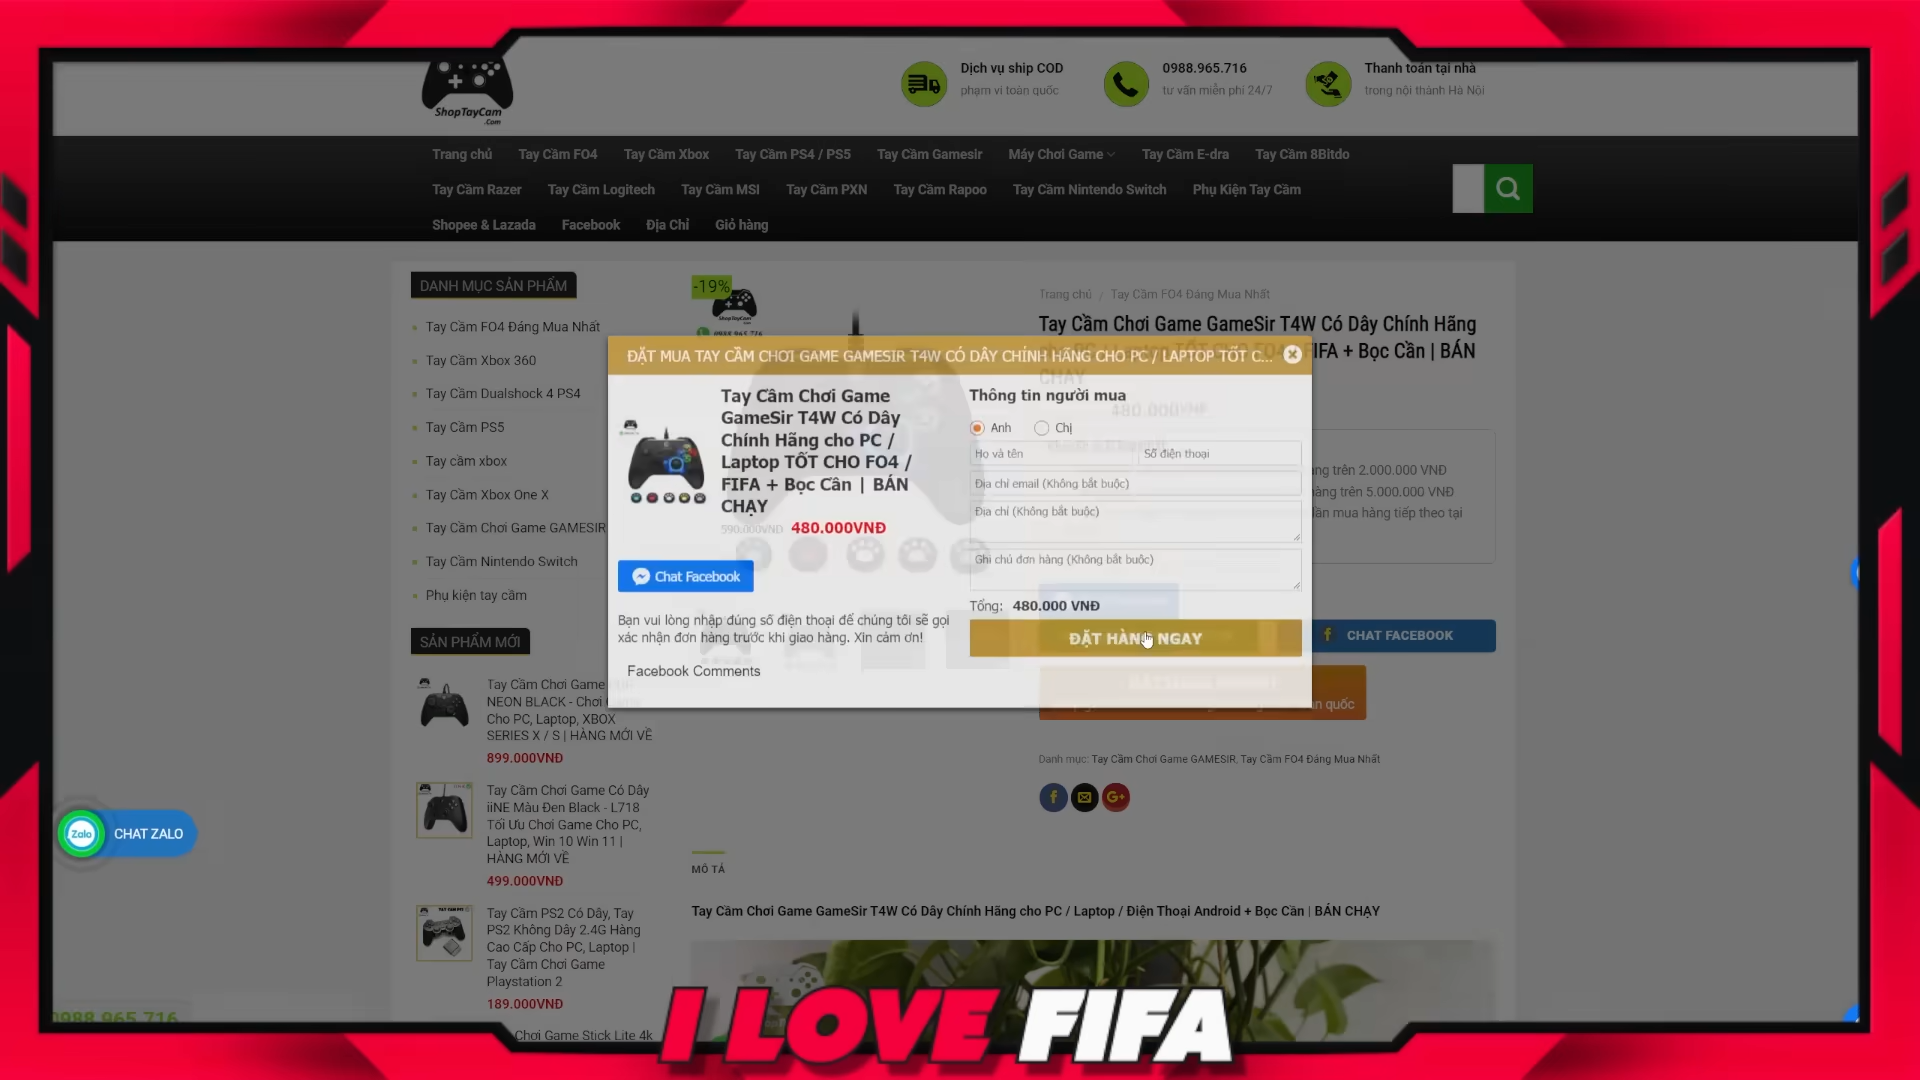 ShopTayCam
.Com
Dịch vụ ship COD
phạm vi toàn quốc
0988.965.716
tư vấn miễn phí 24/7
Thanh toán tại nhà
trong nội thành Hà Nội
Trang chủ Tay Cầm FO4 Tay Cầm Xbox Tay Cầm PS4 / PS5 Tay Cầm Gamesir Máy Chơi Game Tay Cầm E-dra Tay Cầm 8Bitdo
Tay Cầm Razer Tay Cầm Logitech Tay Cầm MSI Tay Cầm PXN Tay Cầm Rapoo Tay Cầm Nintendo Switch Phụ Kiện Tay Cầm
Shopee & Lazada Facebook Địa Chỉ Giỏ hàng
DANH MỤC SẢN PHẨM
Tay Cầm FO4 Đáng Mua Nhất
Tay Cầm Xbox 360
Tay Cầm Dualshock 4 PS4
Tay Cầm PS5
Tay cầm xbox
Tay Cầm Xbox One X
Tay Cầm Chơi Game GAMESIR
Tay Cầm Nintendo Switch
Phụ kiện tay cầm
SẢN PHẨM MỚI
Tay Cầm Chơi Game
NEON BLACK - Chơi
Cho PC, Laptop, XBOX
SERIES X / S | HÀNG MỚI VỀ
899.000VNĐ
Tay Cầm Chơi Game Có Dây
iiNE Màu Đen Black - L718
Tối Ưu Chơi Game Cho PC,
Laptop, Win 10 Win 11 |
HÀNG MỚI VỀ
499.000VNĐ
Tay Cầm PS2 Có Dây, Tay
PS2 Không Dây 2.4G Hàng
Cao Cấp Cho PC, Laptop |
Tay Cầm Chơi Game
Playstation 2
189.000VNĐ
Chơi Game Stick Lite 4k
-19%
Trang chủ / Tay Cầm FO4 Đáng Mua Nhất
Tay Cầm Chơi Game GameSir T4W Có Dây Chính Hãng
FIFA + Bọc Cần | BÁN
CHẠY
480.000VNĐ
ĐẶT MUA TAY CẦM CHƠI GAME GAMESIR T4W CÓ DÂY CHÍNH HÃNG CHO PC / LAPTOP TỐT C...
Tay Cầm Chơi Game
GameSir T4W Có Dây
Chính Hãng cho PC /
Laptop TỐT CHO FO4 /
FIFA + Bọc Cần | BÁN
CHẠY
590.000VNĐ 480.000VNĐ
Chat Facebook
Bạn vui lòng nhập đúng số điện thoại để chúng tôi sẽ gọi
xác nhận đơn hàng trước khi giao hàng. Xin cảm ơn!
Facebook Comments
Thông tin người mua
Anh Chị
Họ và tên Số điện thoại
Địa chỉ email (Không bắt buộc)
Địa chỉ (Không bắt buộc)
Ghi chú đơn hàng (Không bắt buộc)
Tổng: 480.000 VNĐ
ĐẶT HÀNG NGAY
trên 2.000.000 VNĐ
trên 5.000.000 VNĐ
mua hàng tiếp theo tại
CHAT FACEBOOK
quốc
Danh mục: Tay Cầm Chơi Game GAMESIR, Tay Cầm FO4 Đáng Mua Nhất
MÔ TẢ
Tay Cầm Chơi Game GameSir T4W Có Dây Chính Hãng cho PC / Laptop / Điện Thoại Android + Bọc Cần | BÁN CHẠY
Zalo CHAT ZALO
0988.965.716
I LOVE FIFA